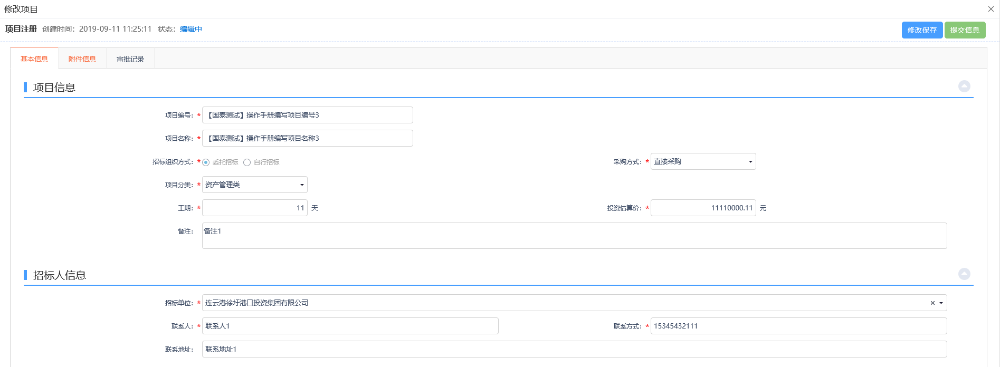 修改项目
项目注册 创建时间：2019-09-11 11:25:11 状态：编辑中 修改保存 提交信息
基本信息 附件信息 审批记录
项目信息
项目编号：* 【国泰测试】操作手册编写项目编号3
项目名称：* 【国泰测试】操作手册编写项目名称3
招标组织方式：* 委托招标 自行招标 采购方式：* 直接采购
项目分类：* 资产管理类
工期：* 11 天 投资估算价：* 11110000.11 元
备注： 备注1
招标人信息
招标单位：* 连云港徐圩港口投资集团有限公司
联系人：* 联系人1 联系方式：* 15345432111
联系地址： 联系地址1